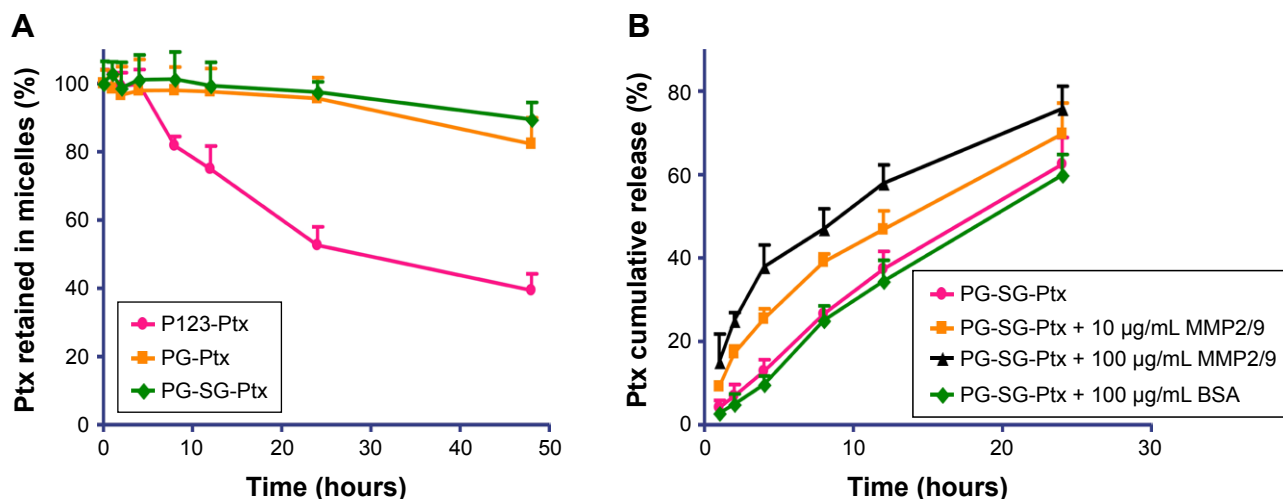 A
Ptx retained in micelles (%)
100
80
60
40
20
0
0 10 20 30 40 50
Time (hours)
P123-Ptx
PG-Ptx
PG-SG-Ptx
B
Ptx cumulative release (%)
80
60
40
20
0
0 10 20 30
Time (hours)
PG-SG-Ptx
PG-SG-Ptx + 10 µg/mL MMP2/9
PG-SG-Ptx + 100 µg/mL MMP2/9
PG-SG-Ptx + 100 µg/mL BSA